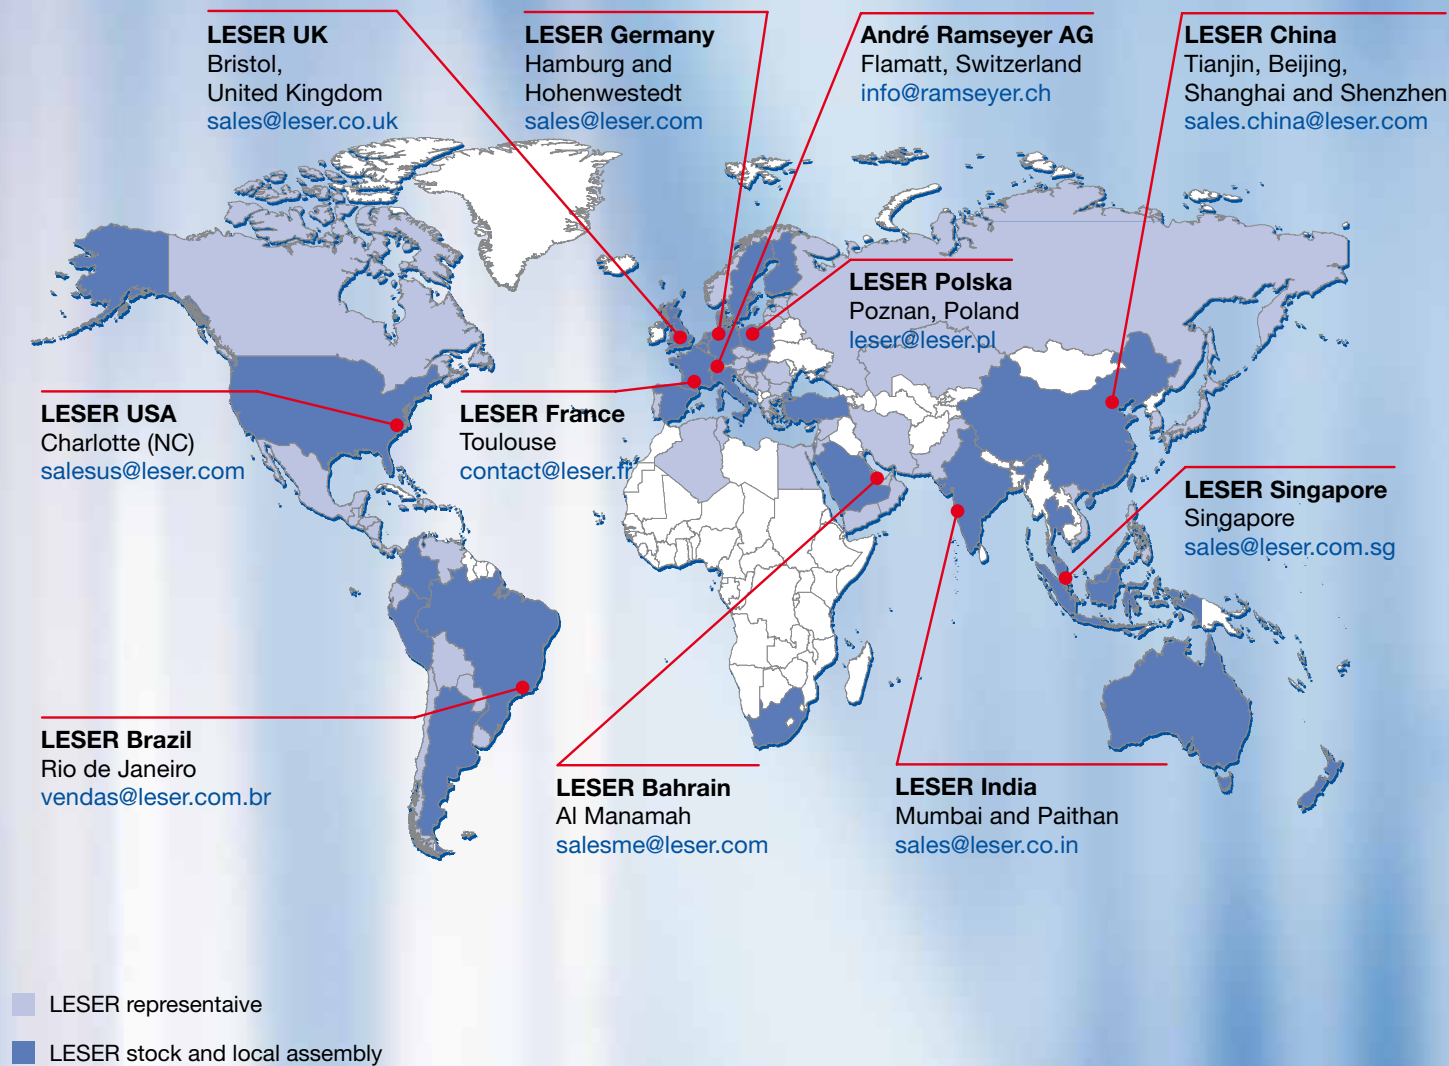 LESER UK
Bristol,
United Kingdom
sales@leser.co.uk
LESER Germany
Hamburg and
Hohenwestedt
sales@leser.com
André Ramseyer AG
Flamatt, Switzerland
info@ramseyer.ch
LESER China
Tianjin, Beijing,
Shanghai and Shenzhen
sales.china@leser.com
LESER Polska
Poznan, Poland
leser@leser.pl
LESER USA
Charlotte (NC)
salesus@leser.com
LESER France
Toulouse
contact@leser.fr
LESER Singapore
Singapore
sales@leser.com.sg
LESER Brazil
Rio de Janeiro
vendas@leser.com.br
LESER Bahrain
Al Manamah
salesme@leser.com
LESER India
Mumbai and Paithan
sales@leser.co.in
LESER representaive
LESER stock and local assembly